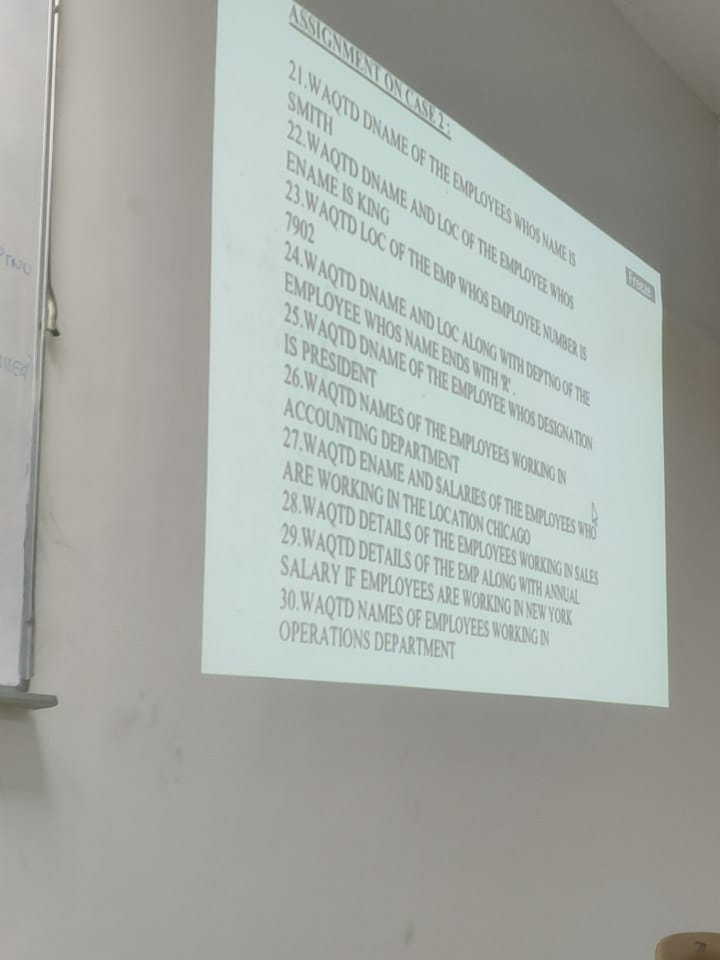 ASSIGNMENT ON CASE 2 :
21.WAQTD DNAME OF THE EMPLOYEES WHOS NAME IS
SMITH
22.WAQTD DNAME AND LOC OF THE EMPLOYEE WHOS
ENAME IS KING
23.WAQTD LOC OF THE EMP WHOS EMPLOYEE NUMBER IS
7902
24.WAQTD DNAME AND LOC ALONG WITH DEPTNO OF THE
EMPLOYEE WHOS NAME ENDS WITH 'R' .
25.WAQTD DNAME OF THE EMPLOYEE WHOS DESIGNATION
IS PRESIDENT
26.WAQTD NAMES OF THE EMPLOYEES WORKING IN
ACCOUNTING DEPARTMENT
27.WAQTD ENAME AND SALARIES OF THE EMPLOYEES WHO
ARE WORKING IN THE LOCATION CHICAGO
28.WAQTD DETAILS OF THE EMPLOYEES WORKING IN SALES
29.WAQTD DETAILS OF THE EMP ALONG WITH ANNUAL
SALARY IF EMPLOYEES ARE WORKING IN NEW YORK
30.WAQTD NAMES OF EMPLOYEES WORKING IN
OPERATIONS DEPARTMENT
Freeze